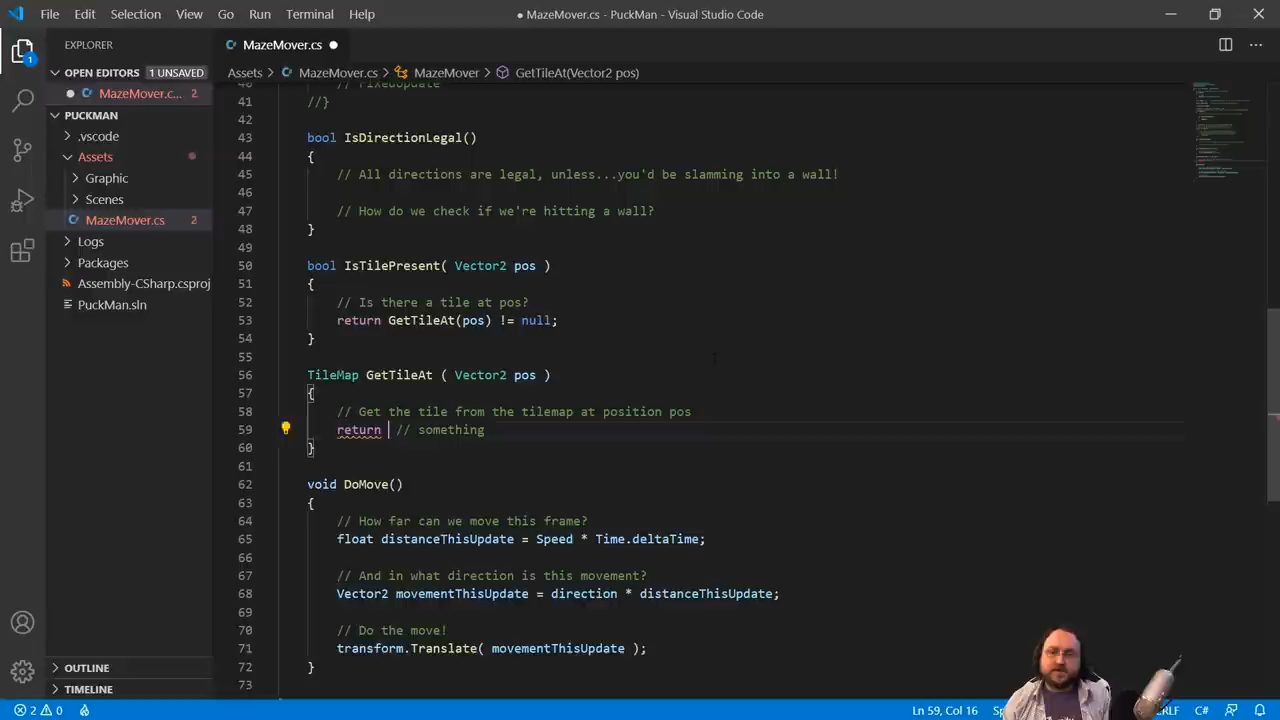 File Edit Selection View Go Run Terminal Help
● MazeMover.cs - PuckMan - Visual Studio Code
EXPLORER
MazeMover.cs ●
OPEN EDITORS 1 UNSAVED
● MazeMover.c... 2
PUCKMAN
.vscode
Assets
Graphic
Scenes
MazeMover.cs 2
Logs
Packages
Assembly-CSharp.csproj
PuckMan.sln
OUTLINE
TIMELINE
1
Assets > MazeMover.cs > MazeMover > GetTileAt(Vector2 pos)
40 // FixedUpdate
41 //}
42
43 bool IsDirectionLegal()
44 {
45 // All directions are legal, unless...you'd be slamming into a wall!
46
47 // How do we check if we're hitting a wall?
48 }
49
50 bool IsTilePresent( Vector2 pos )
51 {
52 // Is there a tile at pos?
53 return GetTileAt(pos) != null;
54 }
55
56 TileMap GetTileAt ( Vector2 pos )
57 {
58 // Get the tile from the tilemap at position pos
59 return // something
60 }
61
62 void DoMove()
63 {
64 // How far can we move this frame?
65 float distanceThisUpdate = Speed * Time.deltaTime;
66
67 // And in what direction is this movement?
68 Vector2 movementThisUpdate = direction * distanceThisUpdate;
69
70 // Do the move!
71 transform.Translate( movementThisUpdate );
72 }
73
2 0
Ln 59, Col 16
CRLF C#